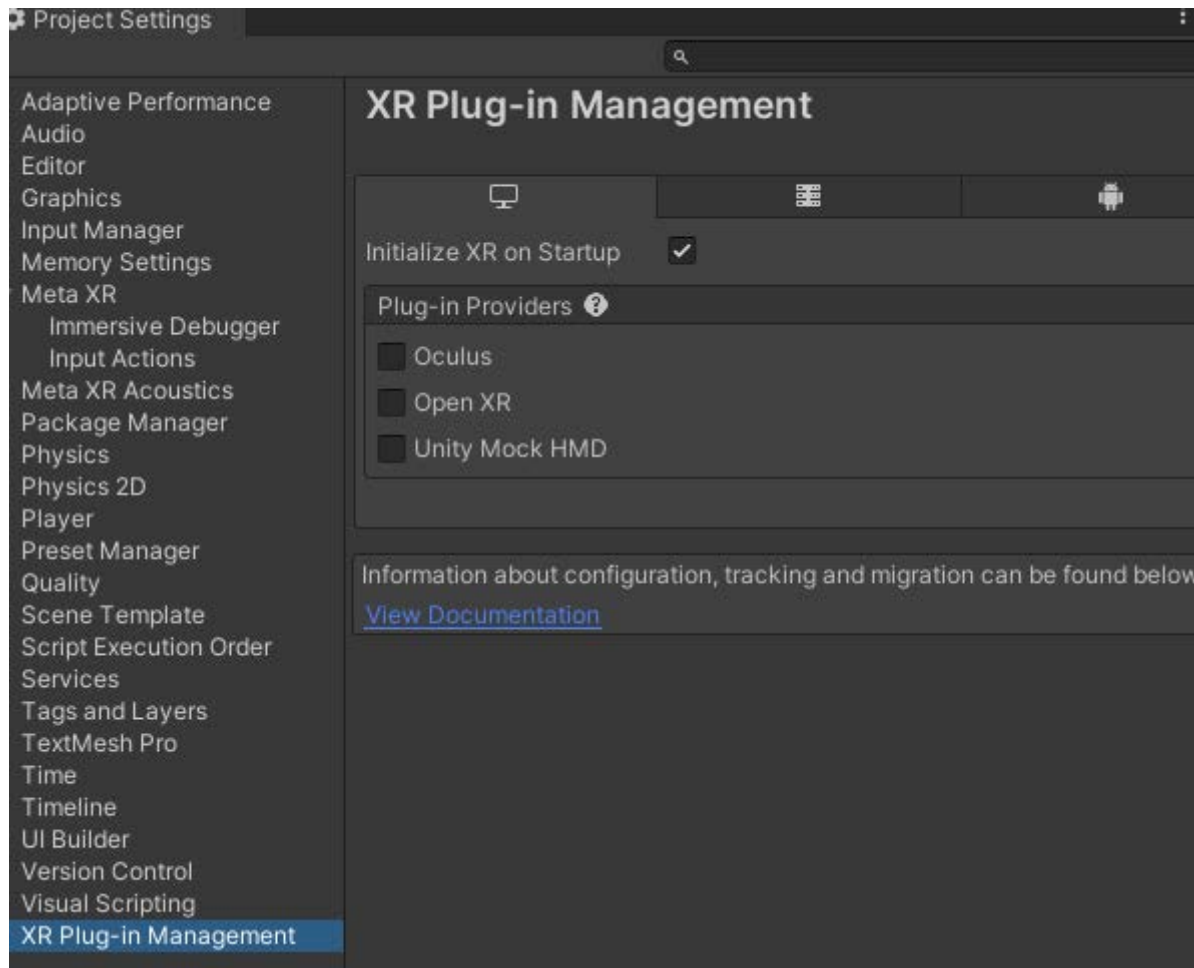 Project Settings
XR Plug-in Management
Adaptive Performance
Audio
Editor
Graphics
Input Manager
Memory Settings
Meta XR
Immersive Debugger
Input Actions
Meta XR Acoustics
Package Manager
Physics
Physics 2D
Player
Preset Manager
Quality
Scene Template
Script Execution Order
Services
Tags and Layers
TextMesh Pro
Time
Timeline
UI Builder
Version Control
Visual Scripting
XR Plug-in Management
Initialize XR on Startup
Plug-in Providers
Oculus
Open XR
Unity Mock HMD
Information about configuration, tracking and migration can be found below
View Documentation